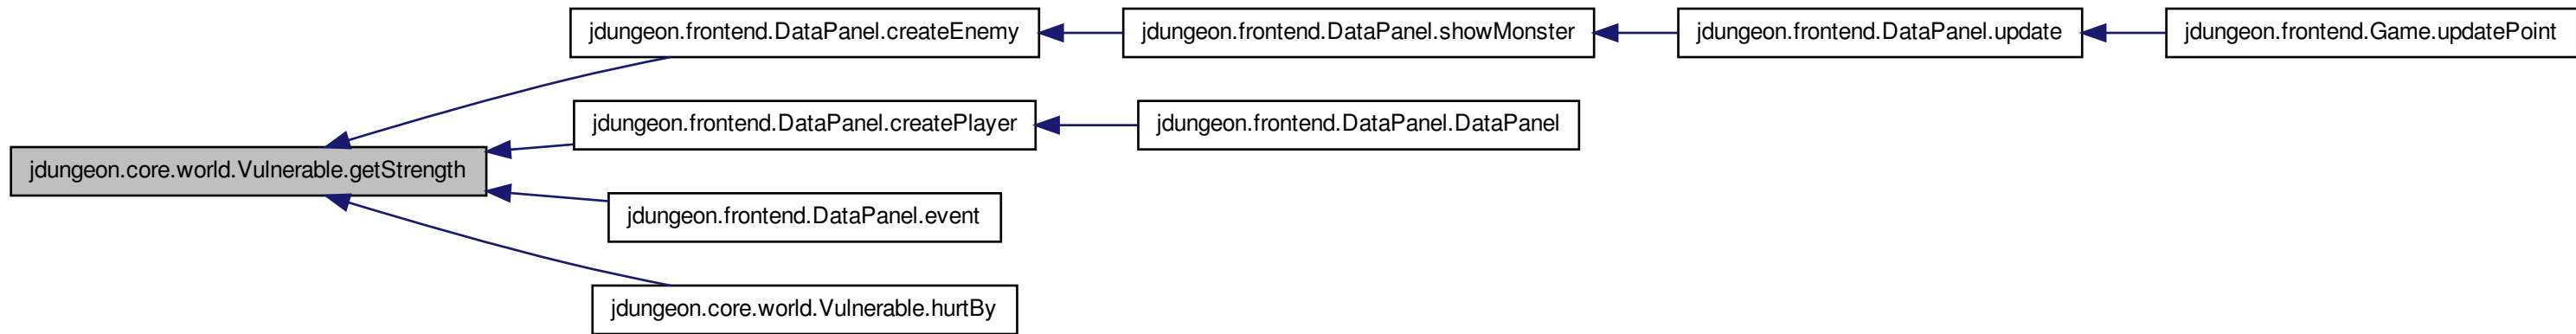 jdungeon.frontend.DataPanel.createEnemy
jdungeon.frontend.DataPanel.showMonster
jdungeon.frontend.DataPanel.update
jdungeon.frontend.Game.updatePoint
jdungeon.frontend.DataPanel.createPlayer
jdungeon.frontend.DataPanel.DataPanel
jdungeon.core.world.Vulnerable.getStrength
jdungeon.frontend.DataPanel.event
jdungeon.core.world.Vulnerable.hurtBy